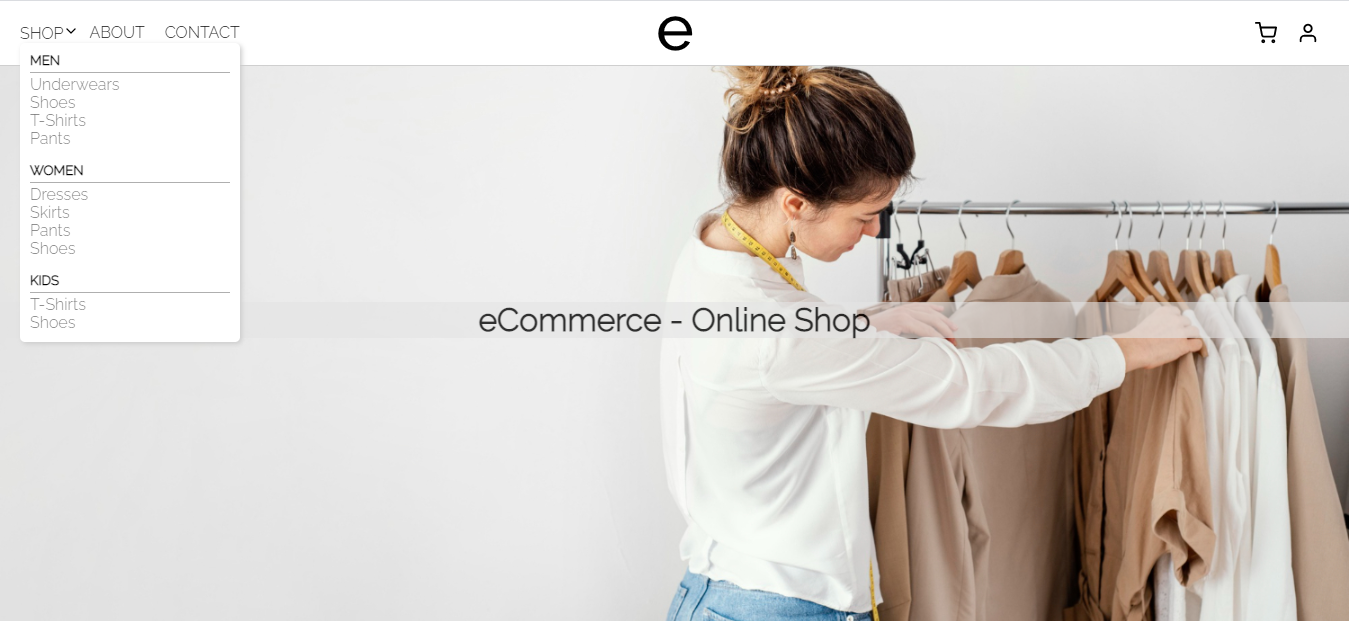 SHOP ABOUT CONTACT e
MEN
Underwears
Shoes
T-Shirts
Pants
WOMEN
Dresses
Skirts
Pants
Shoes
KIDS
T-Shirts
Shoes
eCommerce - Online Shop